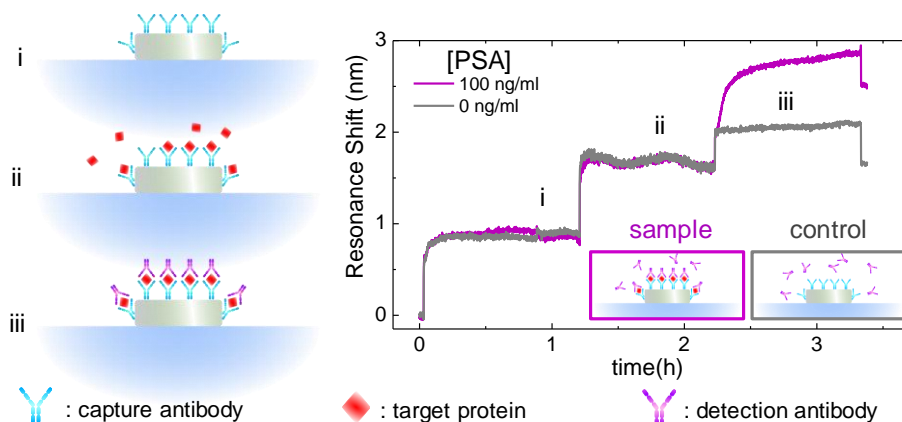 i
ii
iii
[PSA]
100 ng/ml
0 ng/ml
i
ii
iii
sample
control
Resonance Shift (nm)
3
2
1
0
0
1
2
3
time(h)
: capture antibody
: target protein
: detection antibody